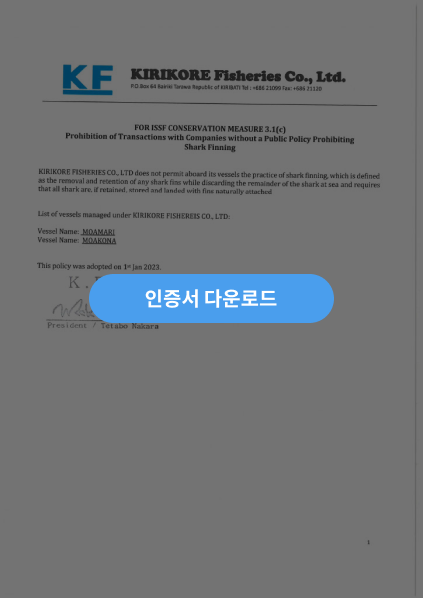 KF
KIRIKORE Fisheries Co., Ltd.
P.O.Box 64 Bairiki Tarawa Republic of KIRIBATI Tel : +686 21099 Fax: +686 21120
FOR ISSF CONSERVATION MEASURE 3.1(c)
Prohibition of Transactions with Companies without a Public Policy Prohibiting
Shark Finning
KIRIKORE FISHERIES CO., LTD does not permit aboard its vessels the practice of shark finning, which is defined
as the removal and retention of any shark fins while discarding the remainder of the shark at sea and requires
that all shark are, if retained, stored and landed with fins naturally attached
List of vessels managed under KIRIKORE FISHEREIS CO., LTD:
Vessel Name: MOAMARI
Vessel Name: MOAKONA
This policy was adopted on 1st Jan 2023.
K.
인증서 다운로드
President / Tetabo Nakara
1